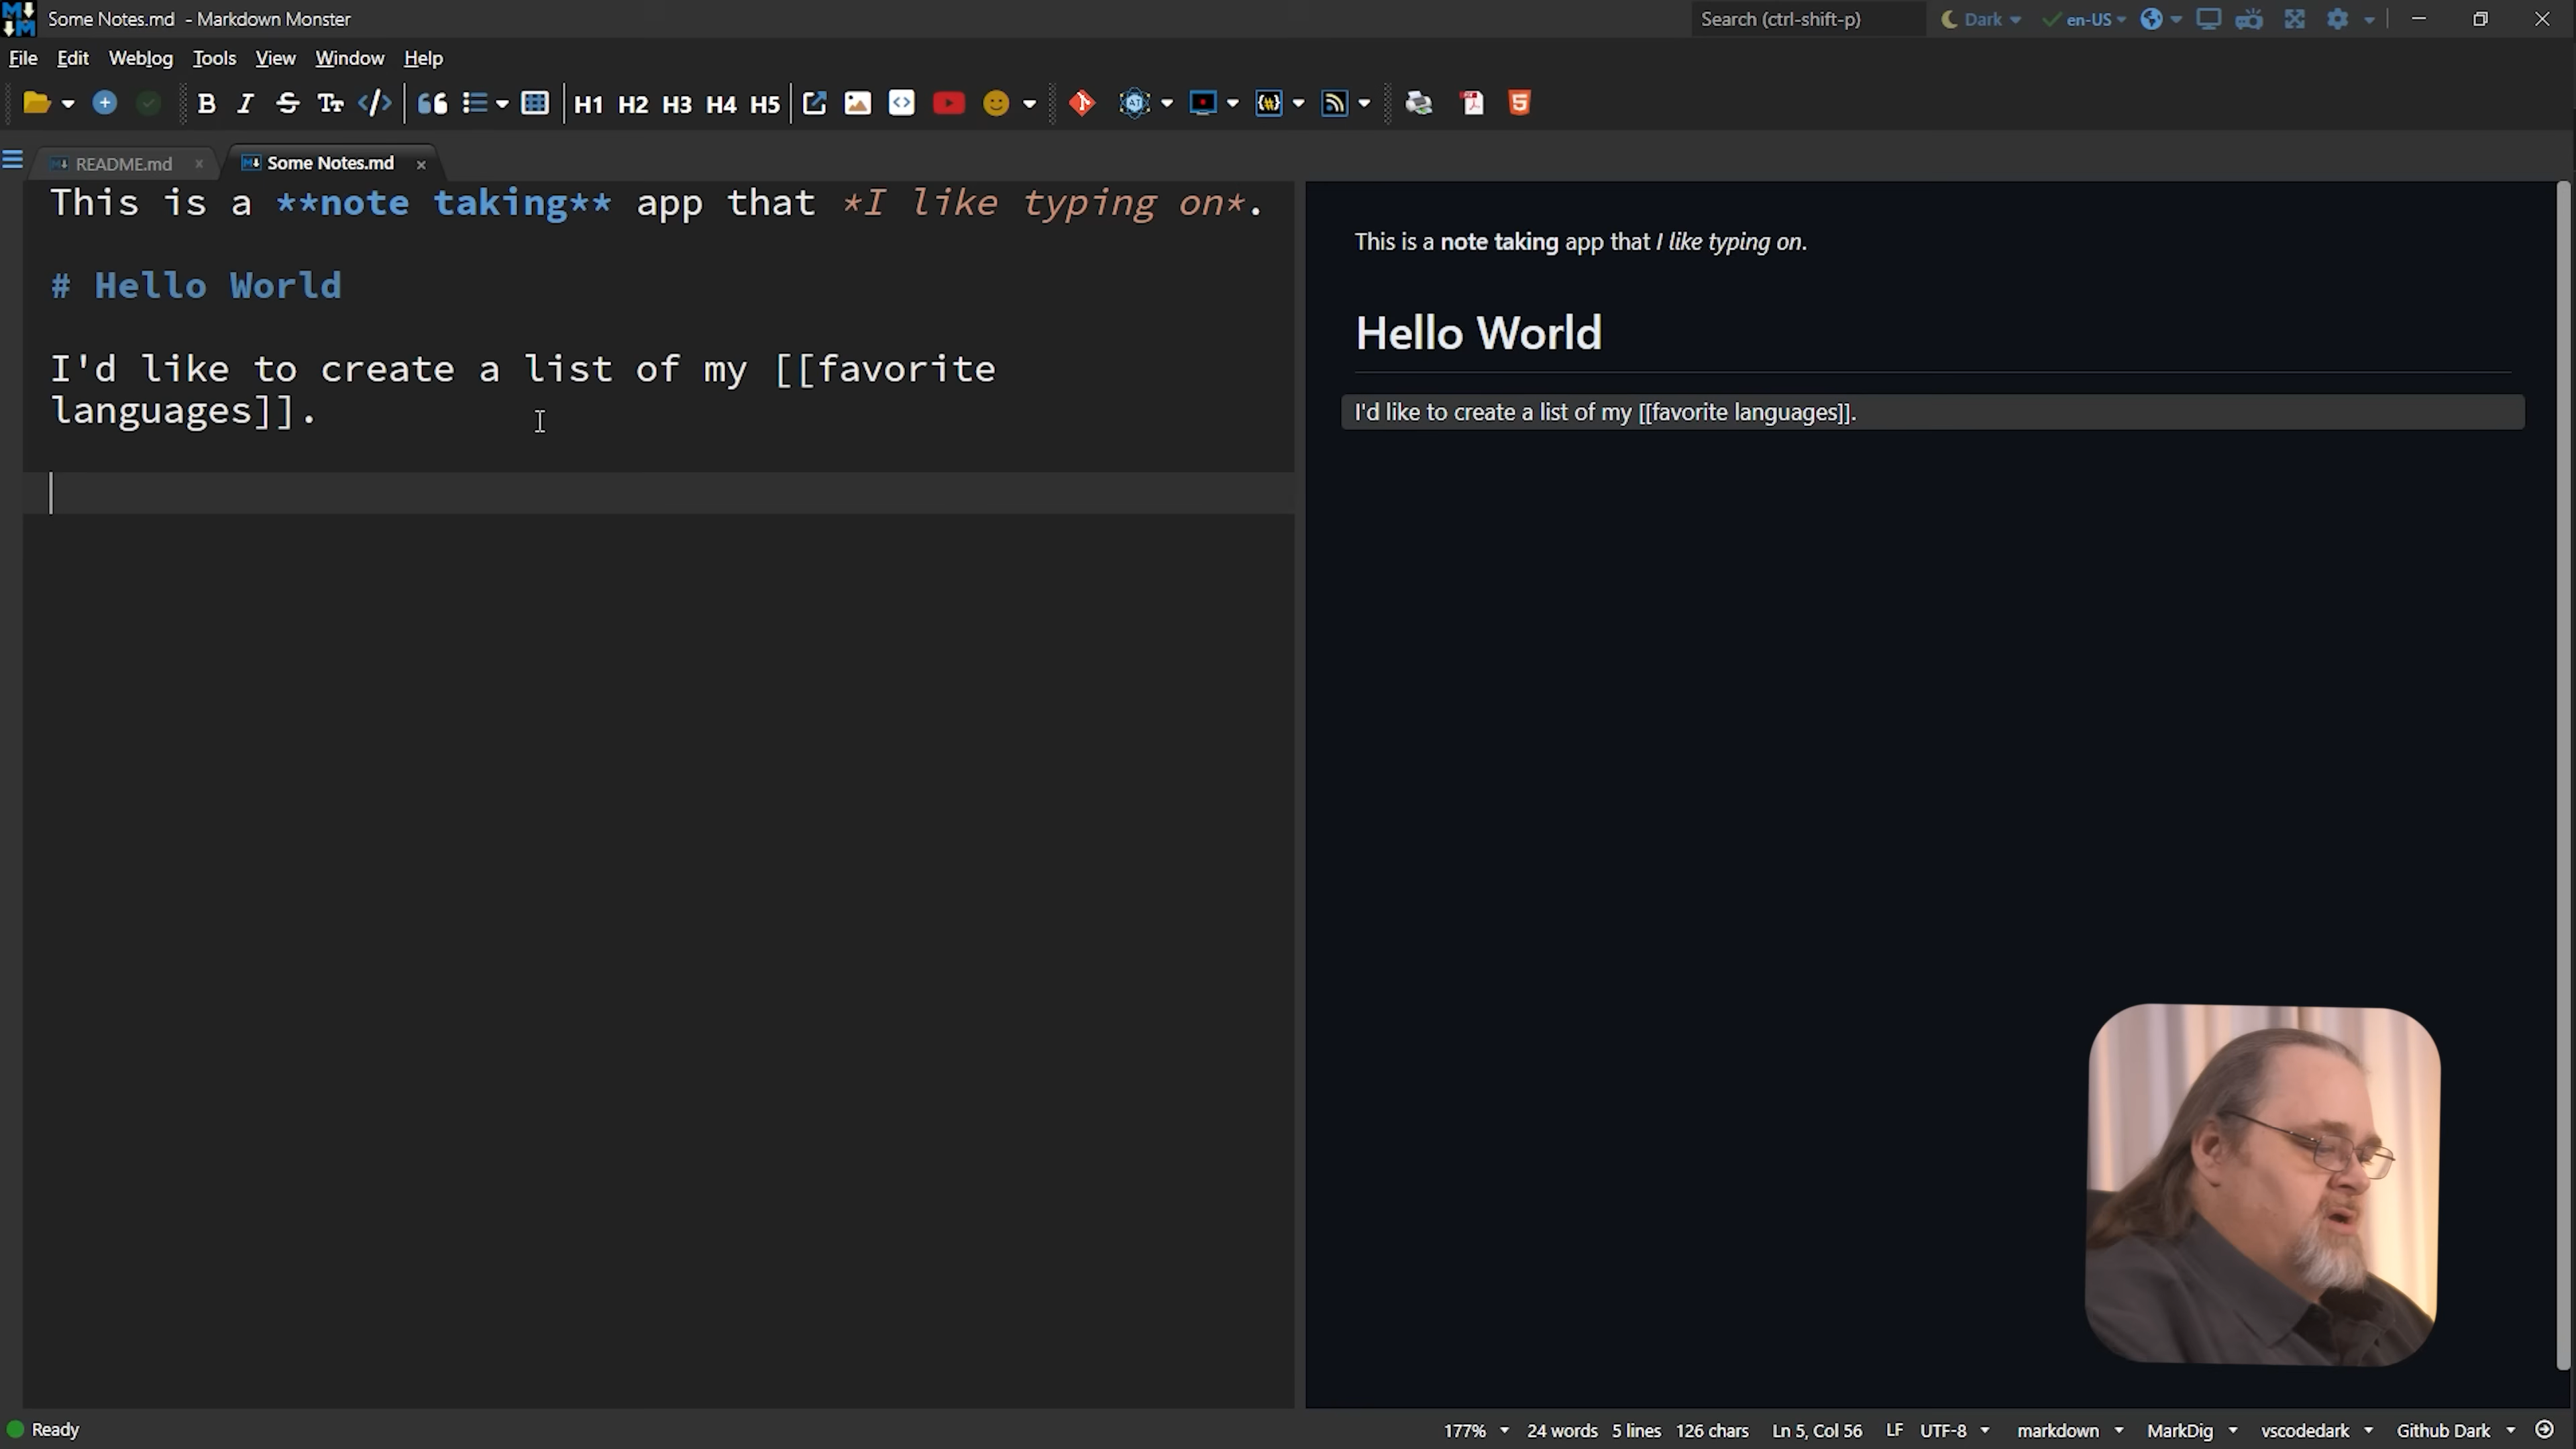 Some Notes.md - Markdown Monster
Search (ctrl-shift-p)
Dark
en-US
File Edit Weblog Tools View Window Help
B I S Tт </> H1 H2 H3 H4 H5
README.md
Some Notes.md
This is a **note taking** app that *I like typing on*.
# Hello World
I'd like to create a list of my [[favorite
languages]].
This is a note taking app that I like typing on.
Hello World
I'd like to create a list of my [[favorite languages]].
Ready
177% 24 words 5 lines 126 chars Ln 5, Col 56 LF UTF-8 markdown MarkDig vscodedark Github Dark